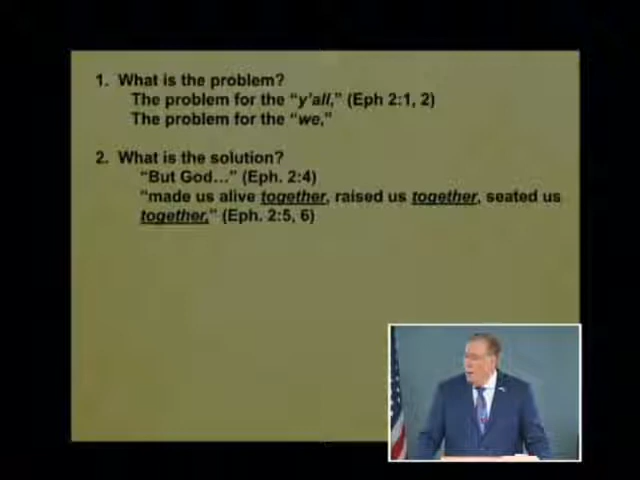 1. What is the problem?
The problem for the “y’all,” (Eph 2:1, 2)
The problem for the “we,”
2. What is the solution?
“But God…” (Eph. 2:4)
“made us alive together, raised us together, seated us
together,” (Eph. 2:5, 6)